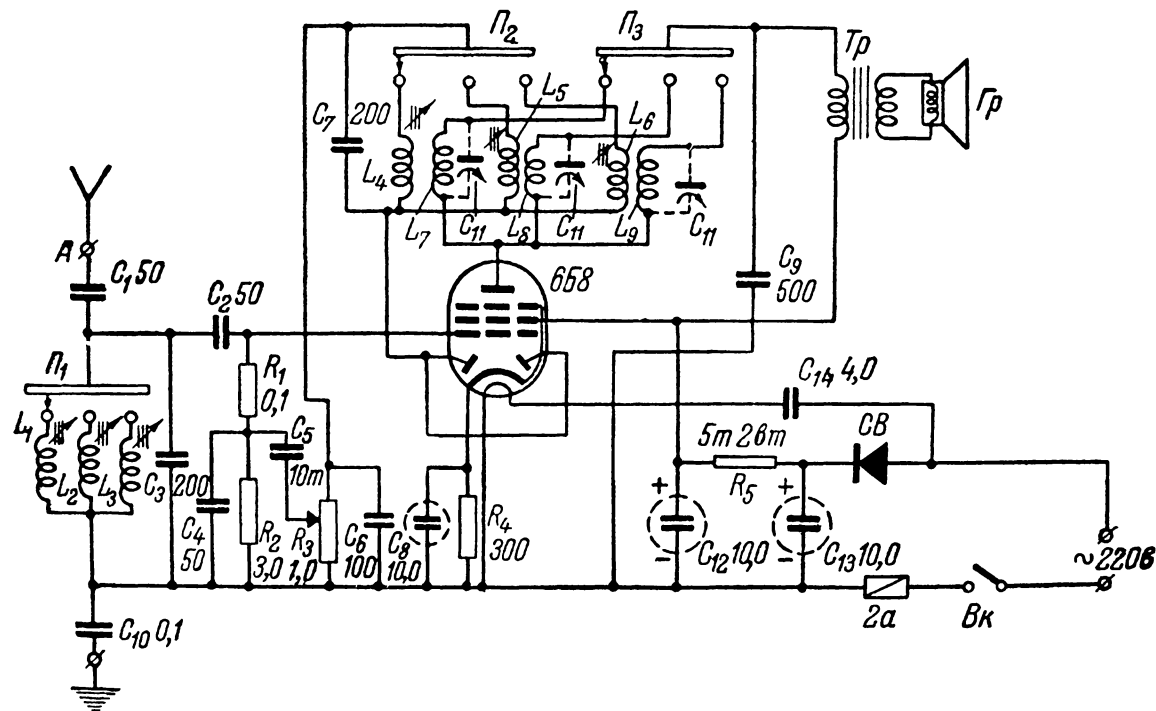 П₂
П₃
Тр
Гр
C₇ 200
L₅
L₆
L₄
L₇
C₁₁
L₈
C₁₁
L₉
C₁₁
А
C₁ 50
C₂ 50
6Б8
C₉
500
П₁
R₁
0,1
C₁₄ 4,0
L₁
L₂
L₃
C₃ 200
C₅
10т
5т 2вт
R₅
СВ
C₄
50
R₂
3,0
R₃
1,0
C₆
100
C₈
10,0
R₄
300
+
-
C₁₂ 10,0
+
-
C₁₃ 10,0
~220в
C₁₀ 0,1
2а
Вк